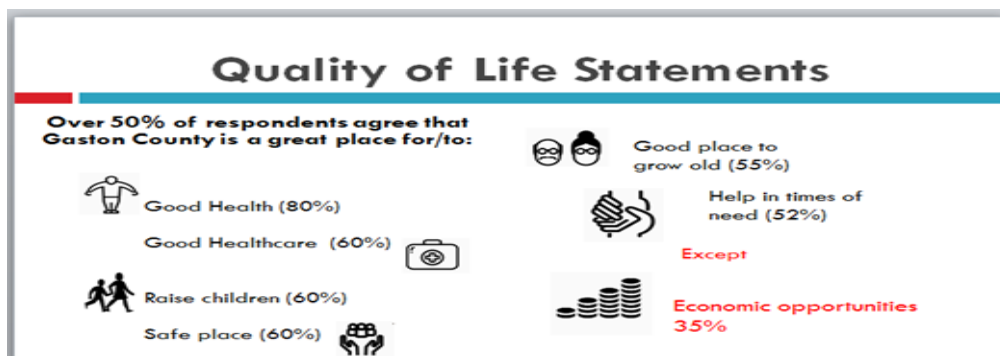 Quality of Life Statements
Over 50% of respondents agree that
Gaston County is a great place for/to:
Good Health (80%)
Good Healthcare (60%)
Raise children (60%)
Safe place (60%)
Good place to
grow old (55%)
Help in times of
need (52%)
Except
Economic opportunities
35%